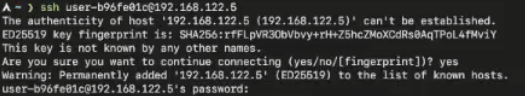 ~ ❯ ssh user-b96fe01c@192.168.122.5
The authenticity of host '192.168.122.5 (192.168.122.5)' can't be established.
ED25519 key fingerprint is: SHA256:rfFLpVR3ObVbvy+rH+Z5hcZMoXCdRs0AqTPoL4fMviY
This key is not known by any other names.
Are you sure you want to continue connecting (yes/no/[fingerprint])? yes
Warning: Permanently added '192.168.122.5' (ED25519) to the list of known hosts.
user-b96fe01c@192.168.122.5's password: